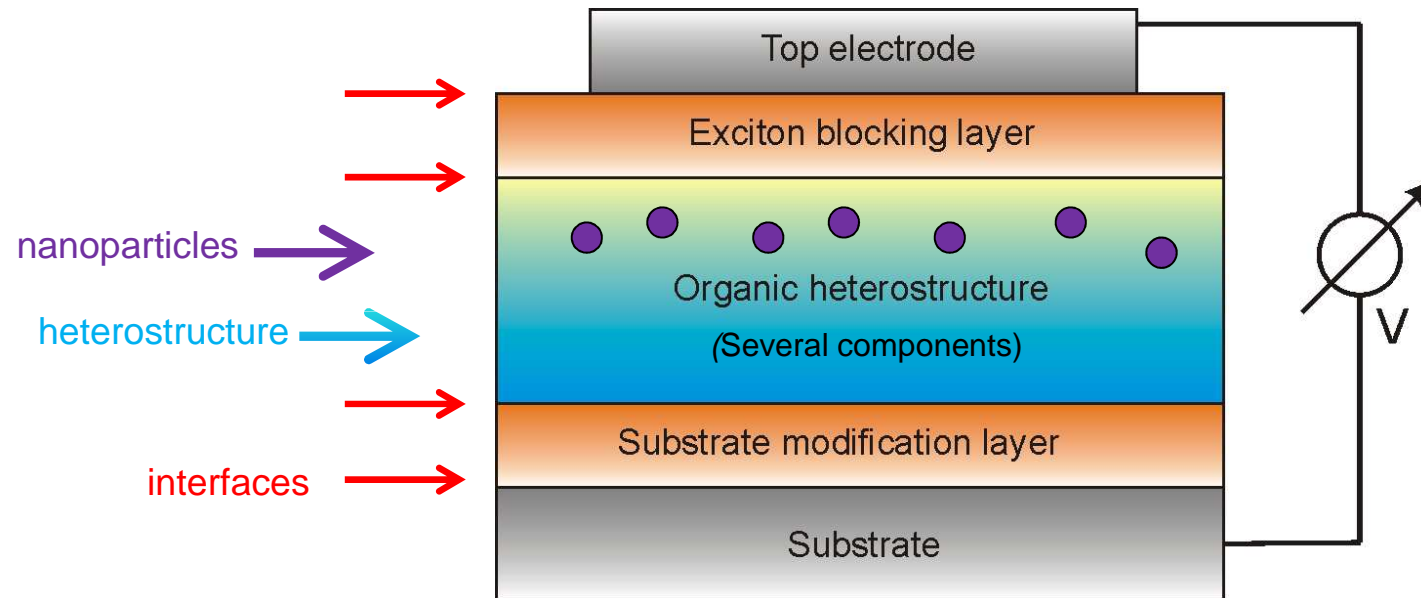 Top electrode
Exciton blocking layer
nanoparticles
Organic heterostructure
heterostructure
(Several components)
V
Substrate modification layer
interfaces
Substrate